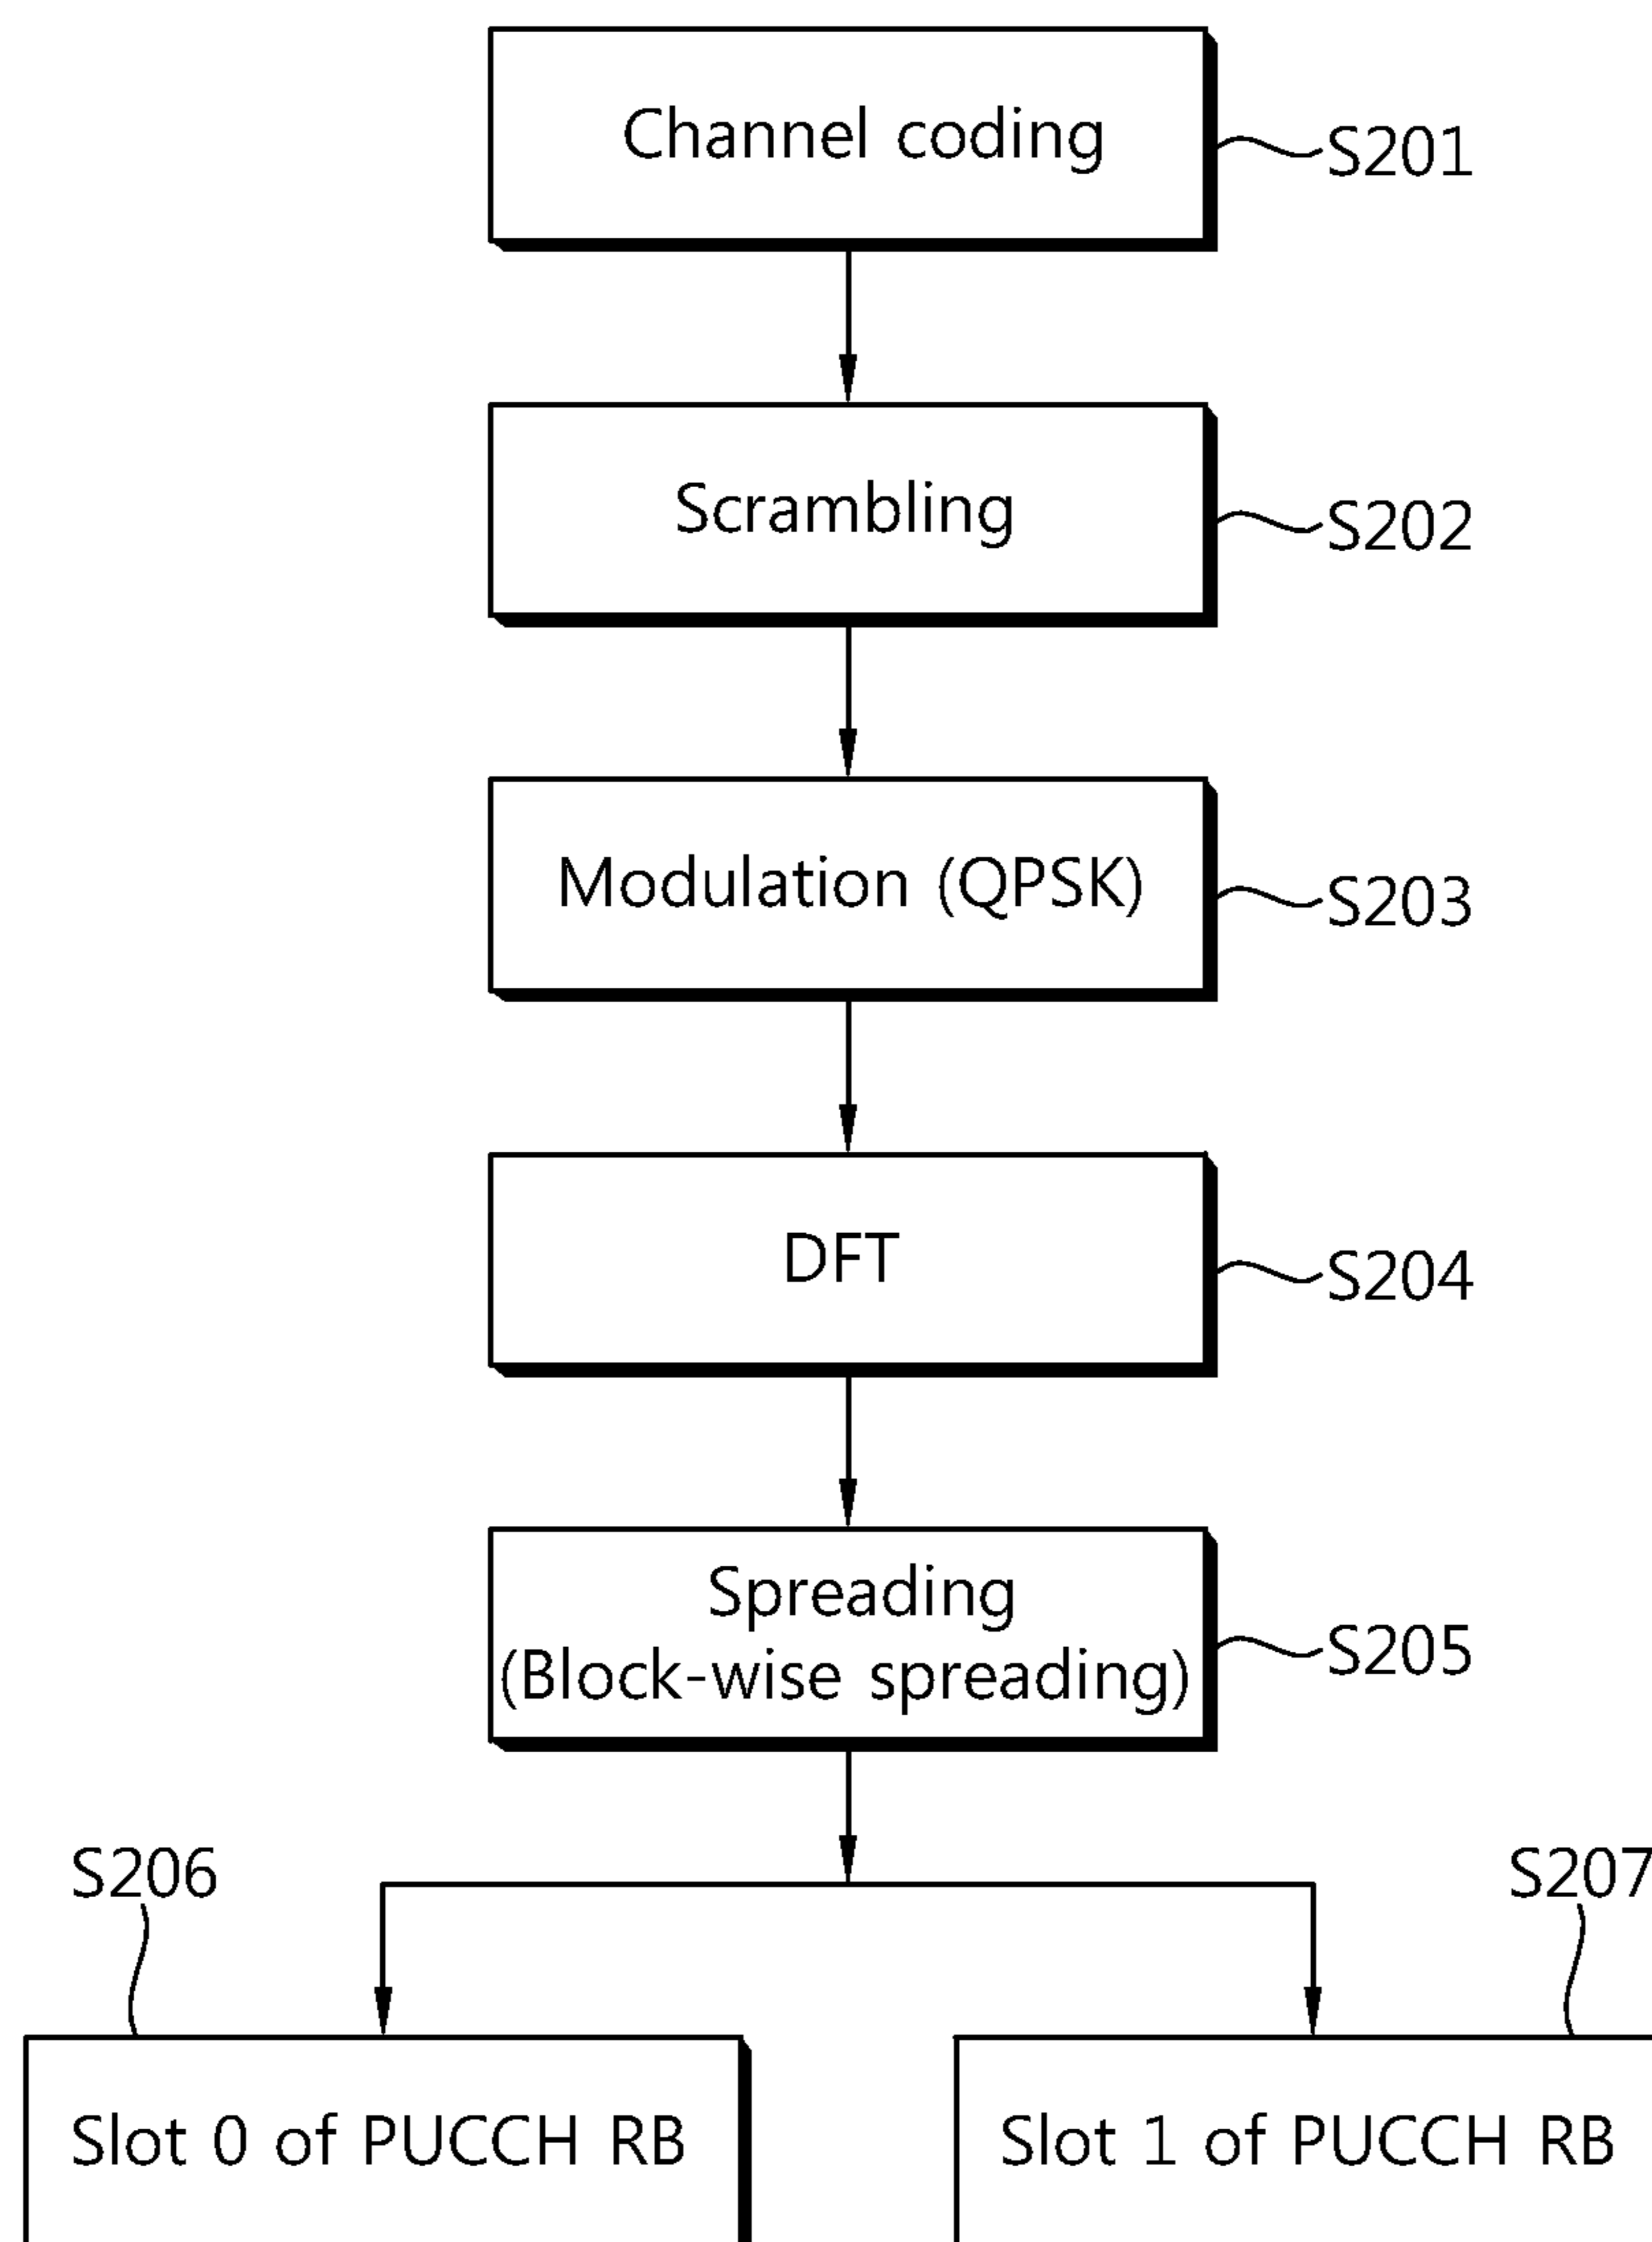 Channel coding
S201
Scrambling
S202
Modulation (QPSK)
S203
DFT
S204
Spreading
(Block-wise spreading)
S205
S206
S207
Slot 0 of PUCCH RB
Slot 1 of PUCCH RB